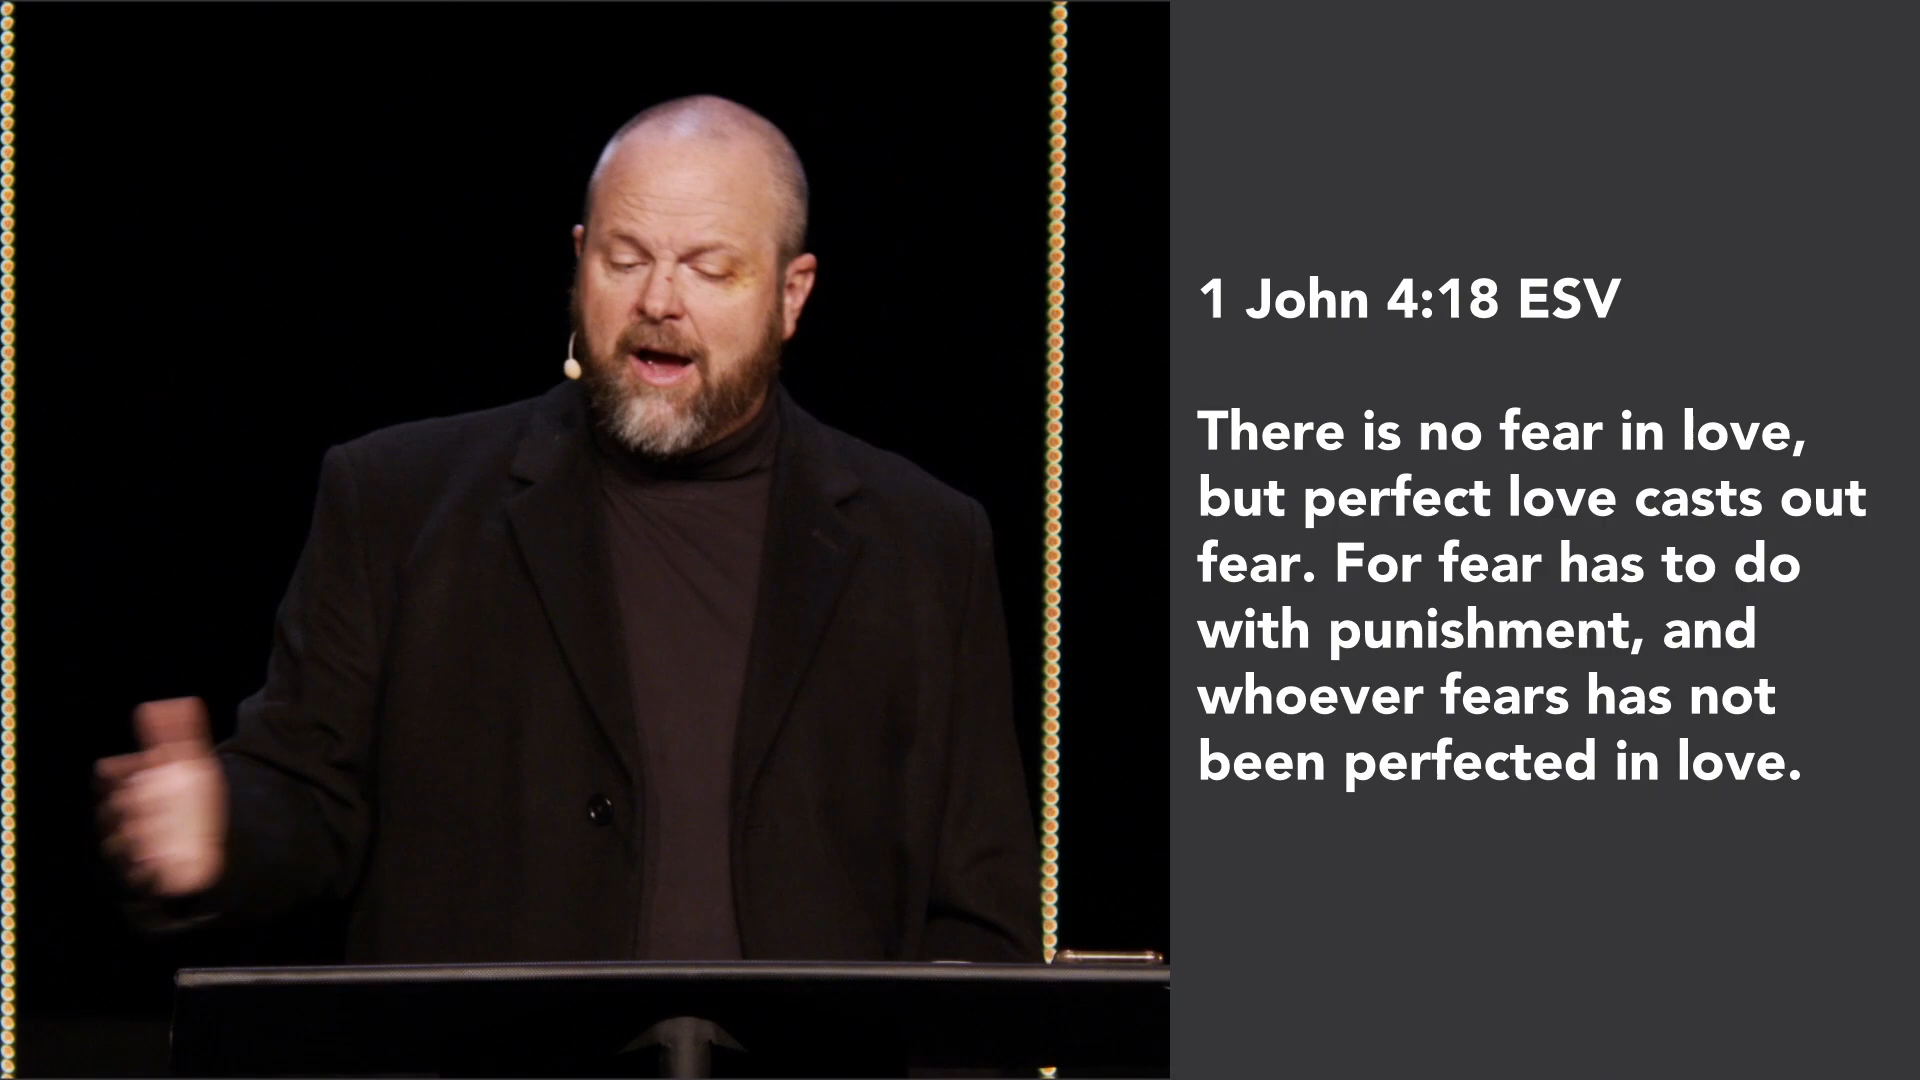 1 John 4:18 ESV
There is no fear in love,
but perfect love casts out
fear. For fear has to do
with punishment, and
whoever fears has not
been perfected in love.